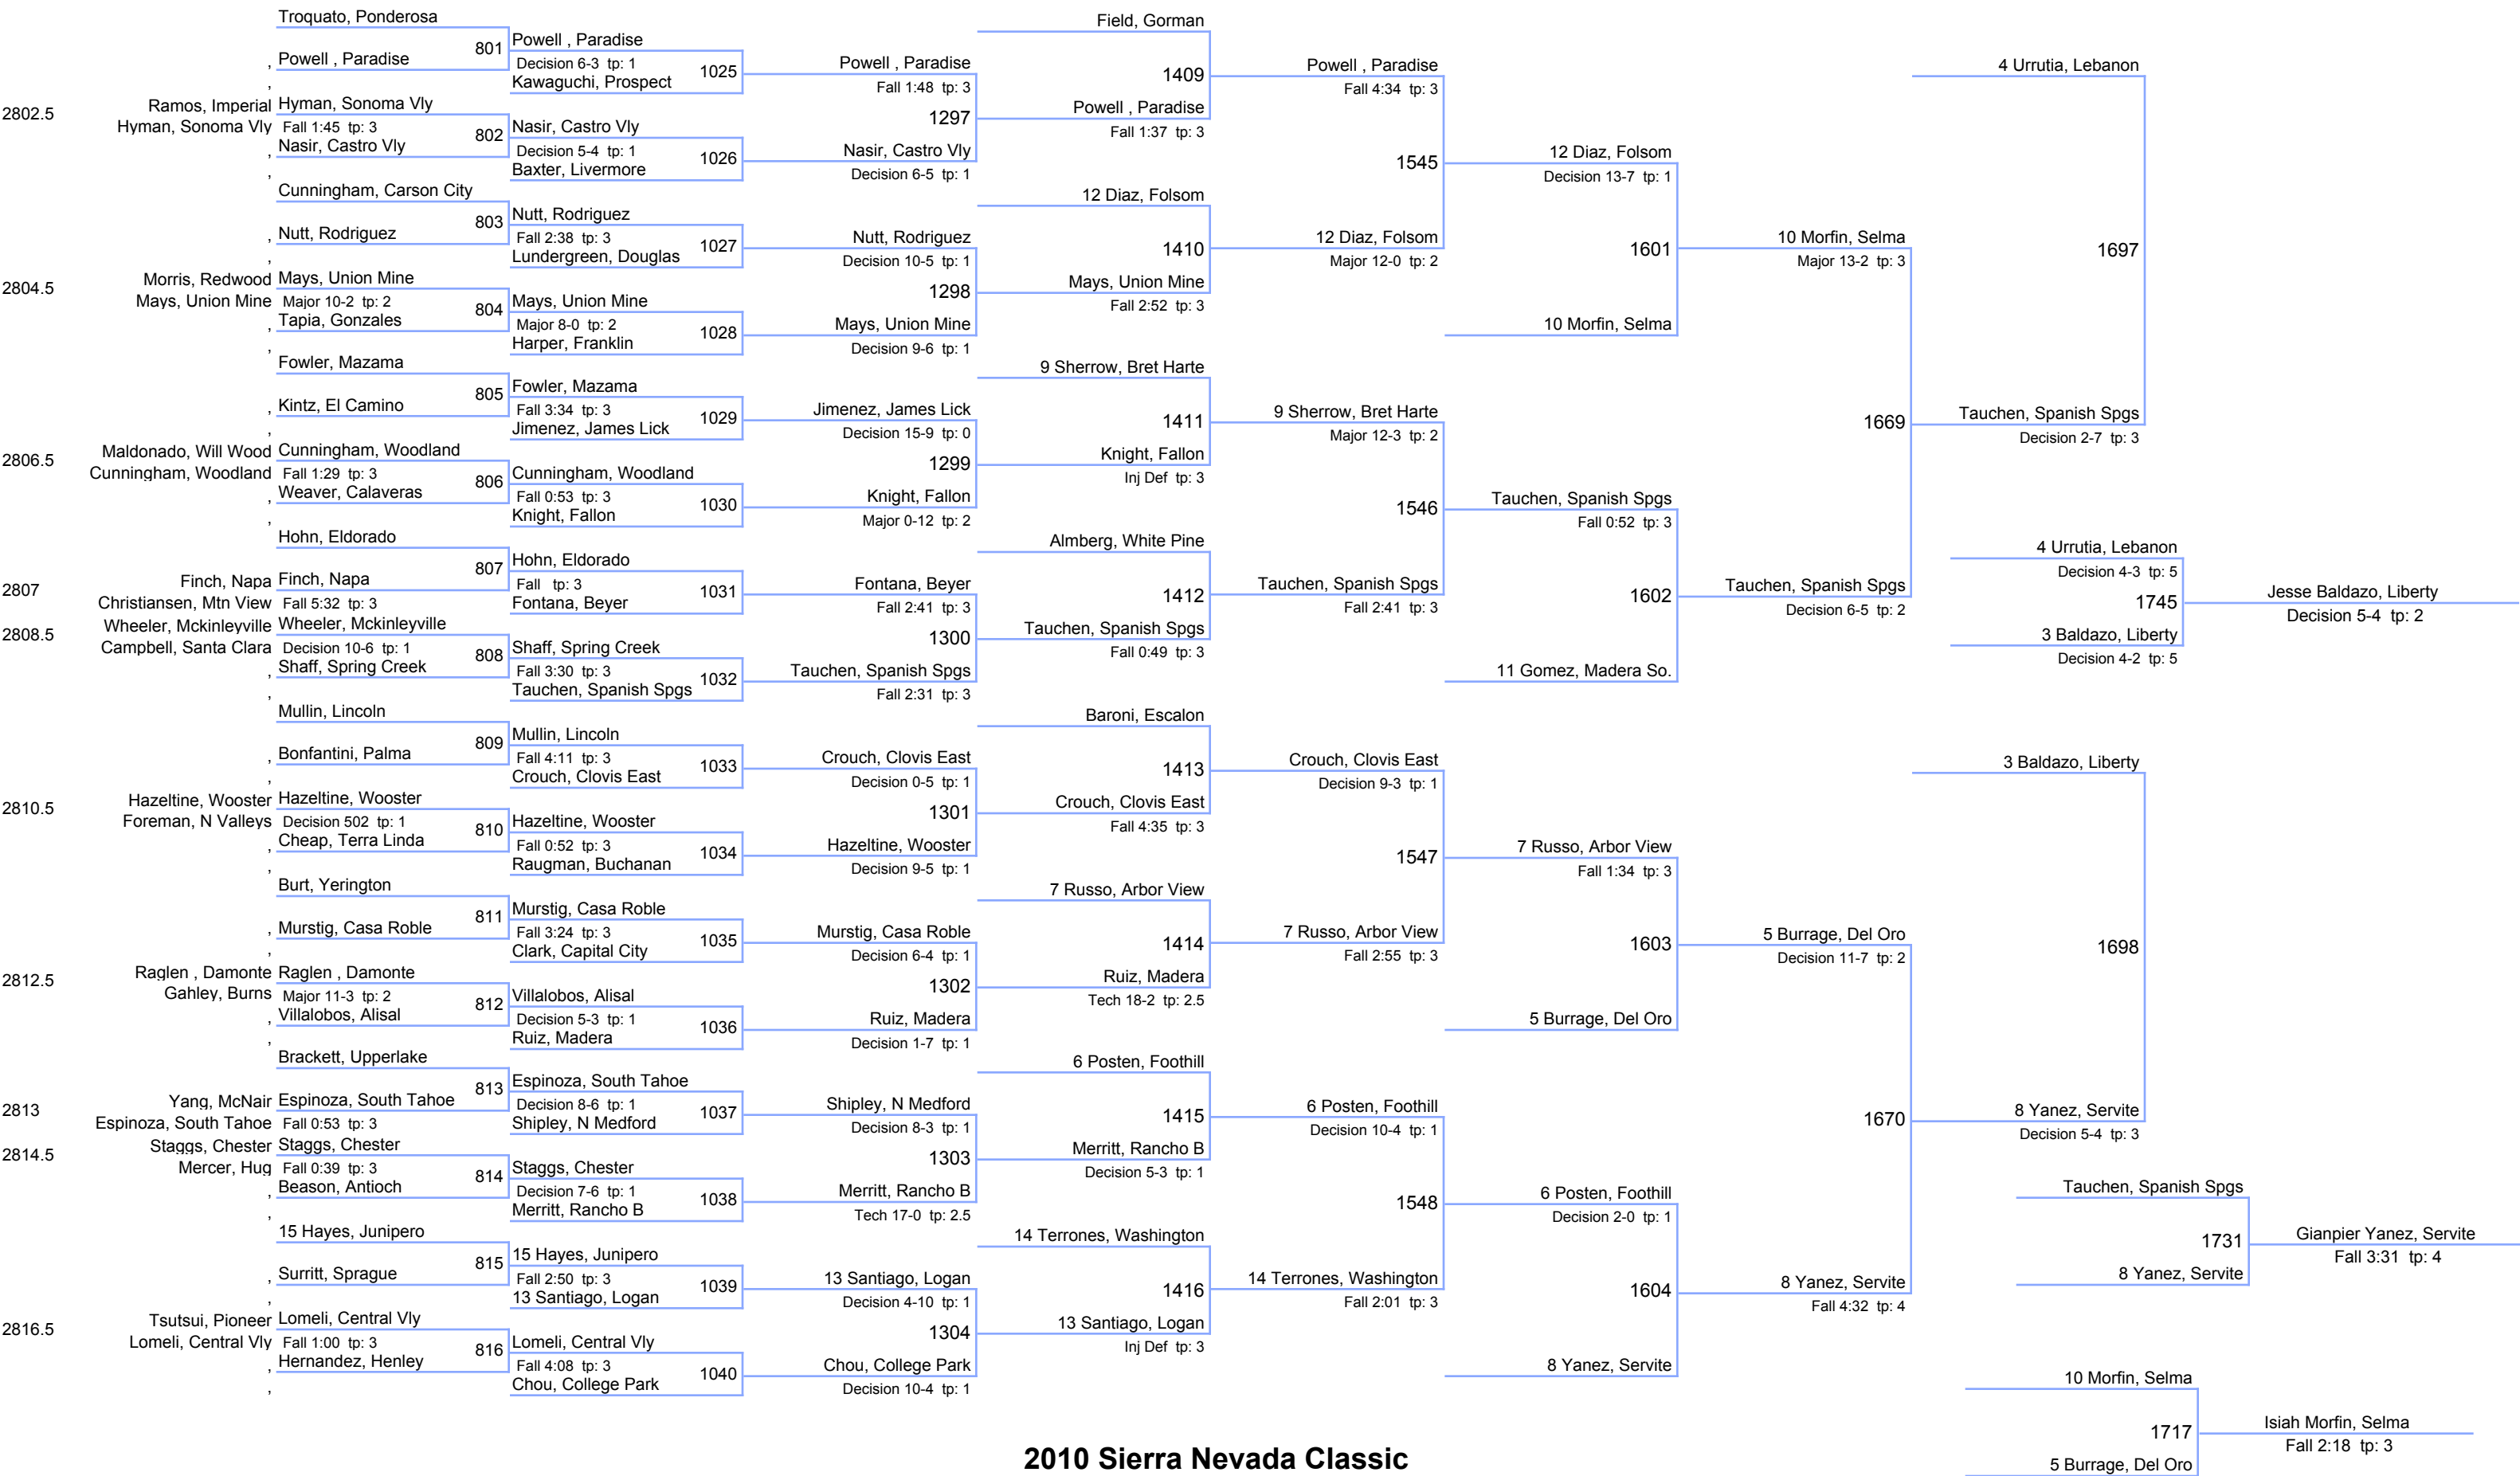 Troquato, Ponderosa
801
, Powell , Paradise
,
2802.5
Ramos, Imperial
Hyman, Sonoma Vly
Hyman, Sonoma Vly
Fall 1:45 tp: 3
802
, Nasir, Castro Vly
,
Cunningham, Carson City
803
, Nutt, Rodriguez
,
2804.5
Morris, Redwood
Mays, Union Mine
Mays, Union Mine
Major 10-2 tp: 2
804
, Tapia, Gonzales
,
Fowler, Mazama
805
, Kintz, El Camino
,
2806.5
Maldonado, Will Wood
Cunningham, Woodland
Cunningham, Woodland
Fall 1:29 tp: 3
806
, Weaver, Calaveras
,
Hohn, Eldorado
807
2807
Finch, Napa
Christiansen, Mtn View
Finch, Napa
Fall 5:32 tp: 3
2808.5
Wheeler, Mckinleyville
Campbell, Santa Clara
Wheeler, Mckinleyville
Decision 10-6 tp: 1
808
, Shaff, Spring Creek
,
Mullin, Lincoln
809
, Bonfantini, Palma
,
2810.5
Hazeltine, Wooster
Foreman, N Valleys
Hazeltine, Wooster
Decision 502 tp: 1
810
, Cheap, Terra Linda
,
Burt, Yerington
811
, Murstig, Casa Roble
,
2812.5
Raglen , Damonte
Gahley, Burns
Raglen , Damonte
Major 11-3 tp: 2
812
, Villalobos, Alisal
,
Brackett, Upperlake
813
2813
Yang, McNair
Espinoza, South Tahoe
Espinoza, South Tahoe
Fall 0:53 tp: 3
2814.5
Staggs, Chester
Mercer, Hug
Staggs, Chester
Fall 0:39 tp: 3
814
, Beason, Antioch
,
15 Hayes, Junipero
815
, Surritt, Sprague
,
2816.5
Tsutsui, Pioneer
Lomeli, Central Vly
Lomeli, Central Vly
Fall 1:00 tp: 3
816
, Hernandez, Henley
,
Powell , Paradise
Decision 6-3 tp: 1
1025
Kawaguchi, Prospect
Nasir, Castro Vly
Decision 5-4 tp: 1
1026
Baxter, Livermore
Nutt, Rodriguez
Fall 2:38 tp: 3
1027
Lundergreen, Douglas
Mays, Union Mine
Major 8-0 tp: 2
1028
Harper, Franklin
Fowler, Mazama
Fall 3:34 tp: 3
1029
Jimenez, James Lick
Cunningham, Woodland
Fall 0:53 tp: 3
1030
Knight, Fallon
Hohn, Eldorado
Fall tp: 3
1031
Fontana, Beyer
Shaff, Spring Creek
Fall 3:30 tp: 3
1032
Tauchen, Spanish Spgs
Mullin, Lincoln
Fall 4:11 tp: 3
1033
Crouch, Clovis East
Hazeltine, Wooster
Fall 0:52 tp: 3
1034
Raugman, Buchanan
Murstig, Casa Roble
Fall 3:24 tp: 3
1035
Clark, Capital City
Villalobos, Alisal
Decision 5-3 tp: 1
1036
Ruiz, Madera
Espinoza, South Tahoe
Decision 8-6 tp: 1
1037
Shipley, N Medford
Staggs, Chester
Decision 7-6 tp: 1
1038
Merritt, Rancho B
15 Hayes, Junipero
Fall 2:50 tp: 3
1039
13 Santiago, Logan
Lomeli, Central Vly
Fall 4:08 tp: 3
1040
Chou, College Park
Powell , Paradise
Fall 1:48 tp: 3
1297
Nasir, Castro Vly
Decision 6-5 tp: 1
Nutt, Rodriguez
Decision 10-5 tp: 1
1298
Mays, Union Mine
Decision 9-6 tp: 1
Jimenez, James Lick
Decision 15-9 tp: 0
1299
Knight, Fallon
Major 0-12 tp: 2
Fontana, Beyer
Fall 2:41 tp: 3
1300
Tauchen, Spanish Spgs
Fall 2:31 tp: 3
Crouch, Clovis East
Decision 0-5 tp: 1
1301
Hazeltine, Wooster
Decision 9-5 tp: 1
Murstig, Casa Roble
Decision 6-4 tp: 1
1302
Ruiz, Madera
Decision 1-7 tp: 1
Shipley, N Medford
Decision 8-3 tp: 1
1303
Merritt, Rancho B
Tech 17-0 tp: 2.5
13 Santiago, Logan
Decision 4-10 tp: 1
1304
Chou, College Park
Decision 10-4 tp: 1
Field, Gorman
1409
Powell , Paradise
Fall 1:37 tp: 3
12 Diaz, Folsom
1410
Mays, Union Mine
Fall 2:52 tp: 3
9 Sherrow, Bret Harte
1411
Knight, Fallon
Inj Def tp: 3
Almberg, White Pine
1412
Tauchen, Spanish Spgs
Fall 0:49 tp: 3
Baroni, Escalon
1413
Crouch, Clovis East
Fall 4:35 tp: 3
7 Russo, Arbor View
1414
Ruiz, Madera
Tech 18-2 tp: 2.5
6 Posten, Foothill
1415
Merritt, Rancho B
Decision 5-3 tp: 1
14 Terrones, Washington
1416
13 Santiago, Logan
Inj Def tp: 3
Powell , Paradise
Fall 4:34 tp: 3
1545
12 Diaz, Folsom
Major 12-0 tp: 2
9 Sherrow, Bret Harte
Major 12-3 tp: 2
1546
Tauchen, Spanish Spgs
Fall 2:41 tp: 3
Crouch, Clovis East
Decision 9-3 tp: 1
1547
7 Russo, Arbor View
Fall 2:55 tp: 3
6 Posten, Foothill
Decision 10-4 tp: 1
1548
14 Terrones, Washington
Fall 2:01 tp: 3
12 Diaz, Folsom
Decision 13-7 tp: 1
1601
10 Morfin, Selma
Tauchen, Spanish Spgs
Fall 0:52 tp: 3
1602
11 Gomez, Madera So.
7 Russo, Arbor View
Fall 1:34 tp: 3
1603
5 Burrage, Del Oro
6 Posten, Foothill
Decision 2-0 tp: 1
1604
8 Yanez, Servite
10 Morfin, Selma
Major 13-2 tp: 3
1669
Tauchen, Spanish Spgs
Decision 6-5 tp: 2
5 Burrage, Del Oro
Decision 11-7 tp: 2
1670
8 Yanez, Servite
Fall 4:32 tp: 4
4 Urrutia, Lebanon
1697
Tauchen, Spanish Spgs
Decision 2-7 tp: 3
3 Baldazo, Liberty
1698
8 Yanez, Servite
Decision 5-4 tp: 3
4 Urrutia, Lebanon
Decision 4-3 tp: 5
1745
3 Baldazo, Liberty
Decision 4-2 tp: 5
Jesse Baldazo, Liberty
Decision 5-4 tp: 2
Tauchen, Spanish Spgs
1731
8 Yanez, Servite
Gianpier Yanez, Servite
Fall 3:31 tp: 4
10 Morfin, Selma
1717
5 Burrage, Del Oro
Isiah Morfin, Selma
Fall 2:18 tp: 3
2010 Sierra Nevada Classic